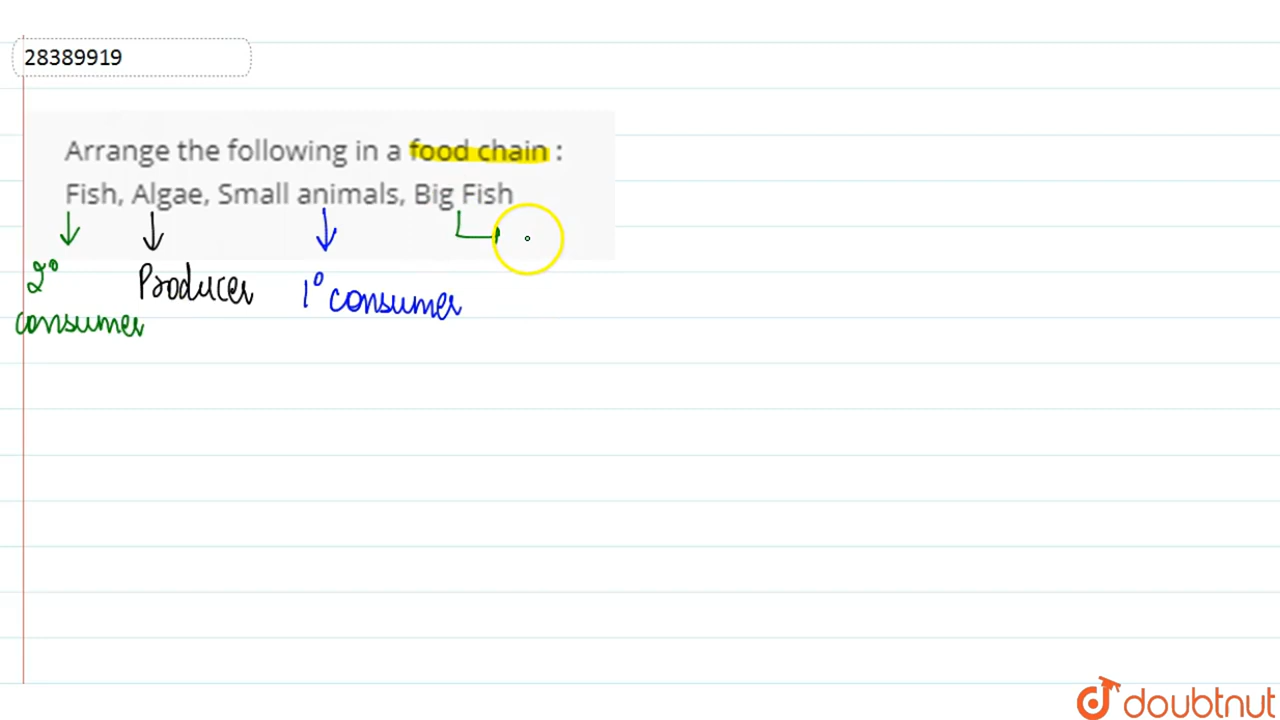 28389919
Arrange the following in a food chain :
Fish, Algae, Small animals, Big Fish
2° consumer
Producer
1° consumer
doubtnut